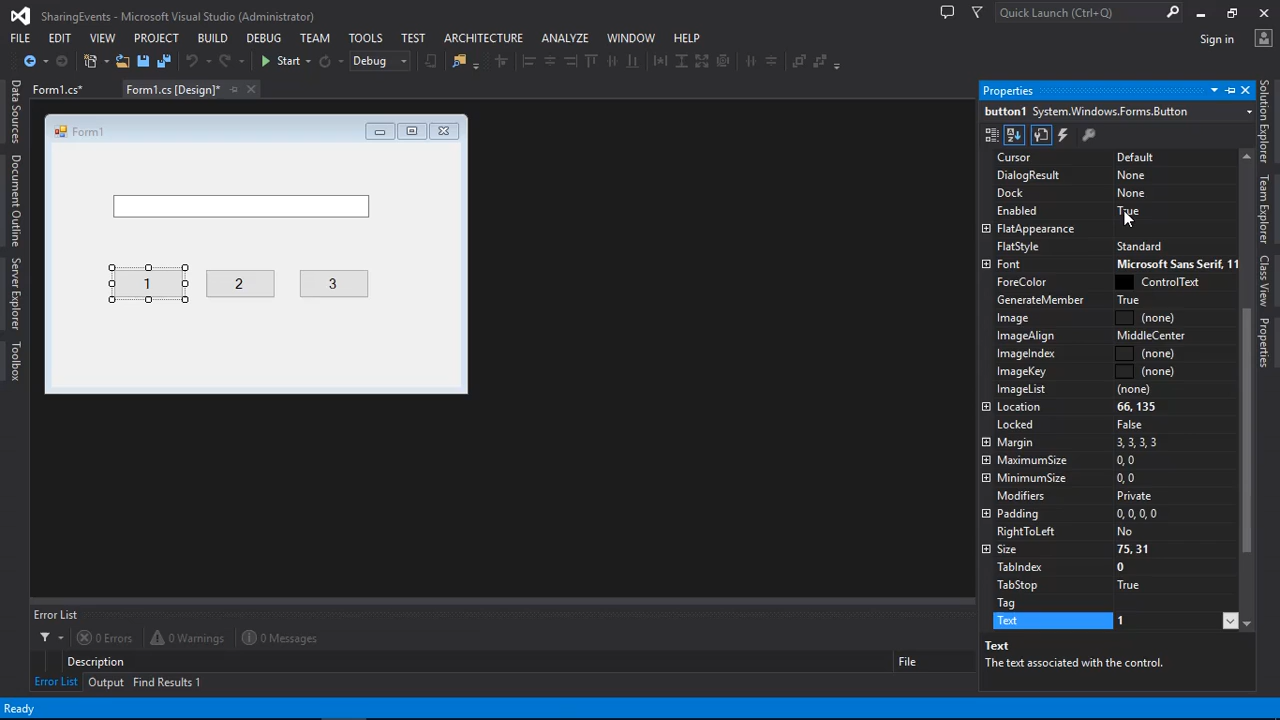 SharingEvents - Microsoft Visual Studio (Administrator)
Quick Launch (Ctrl+Q)
FILE EDIT VIEW PROJECT BUILD DEBUG TEAM TOOLS TEST ARCHITECTURE ANALYZE WINDOW HELP
Sign in
Start
Debug
Form1.cs*
Form1.cs [Design]*
Data Sources
Document Outline
Server Explorer
Toolbox
Form1
1
2
3
Properties
button1 System.Windows.Forms.Button
Cursor Default
DialogResult None
Dock None
Enabled True
FlatAppearance
FlatStyle Standard
Font Microsoft Sans Serif, 11
ForeColor ControlText
GenerateMember True
Image (none)
ImageAlign MiddleCenter
ImageIndex (none)
ImageKey (none)
ImageList (none)
Location 66, 135
Locked False
Margin 3, 3, 3, 3
MaximumSize 0, 0
MinimumSize 0, 0
Modifiers Private
Padding 0, 0, 0, 0
RightToLeft No
Size 75, 31
TabIndex 0
TabStop True
Tag
Text 1
Text
The text associated with the control.
Solution Explorer
Team Explorer
Class View
Properties
Error List
0 Errors
0 Warnings
0 Messages
Description
File
Error List
Output
Find Results 1
Ready